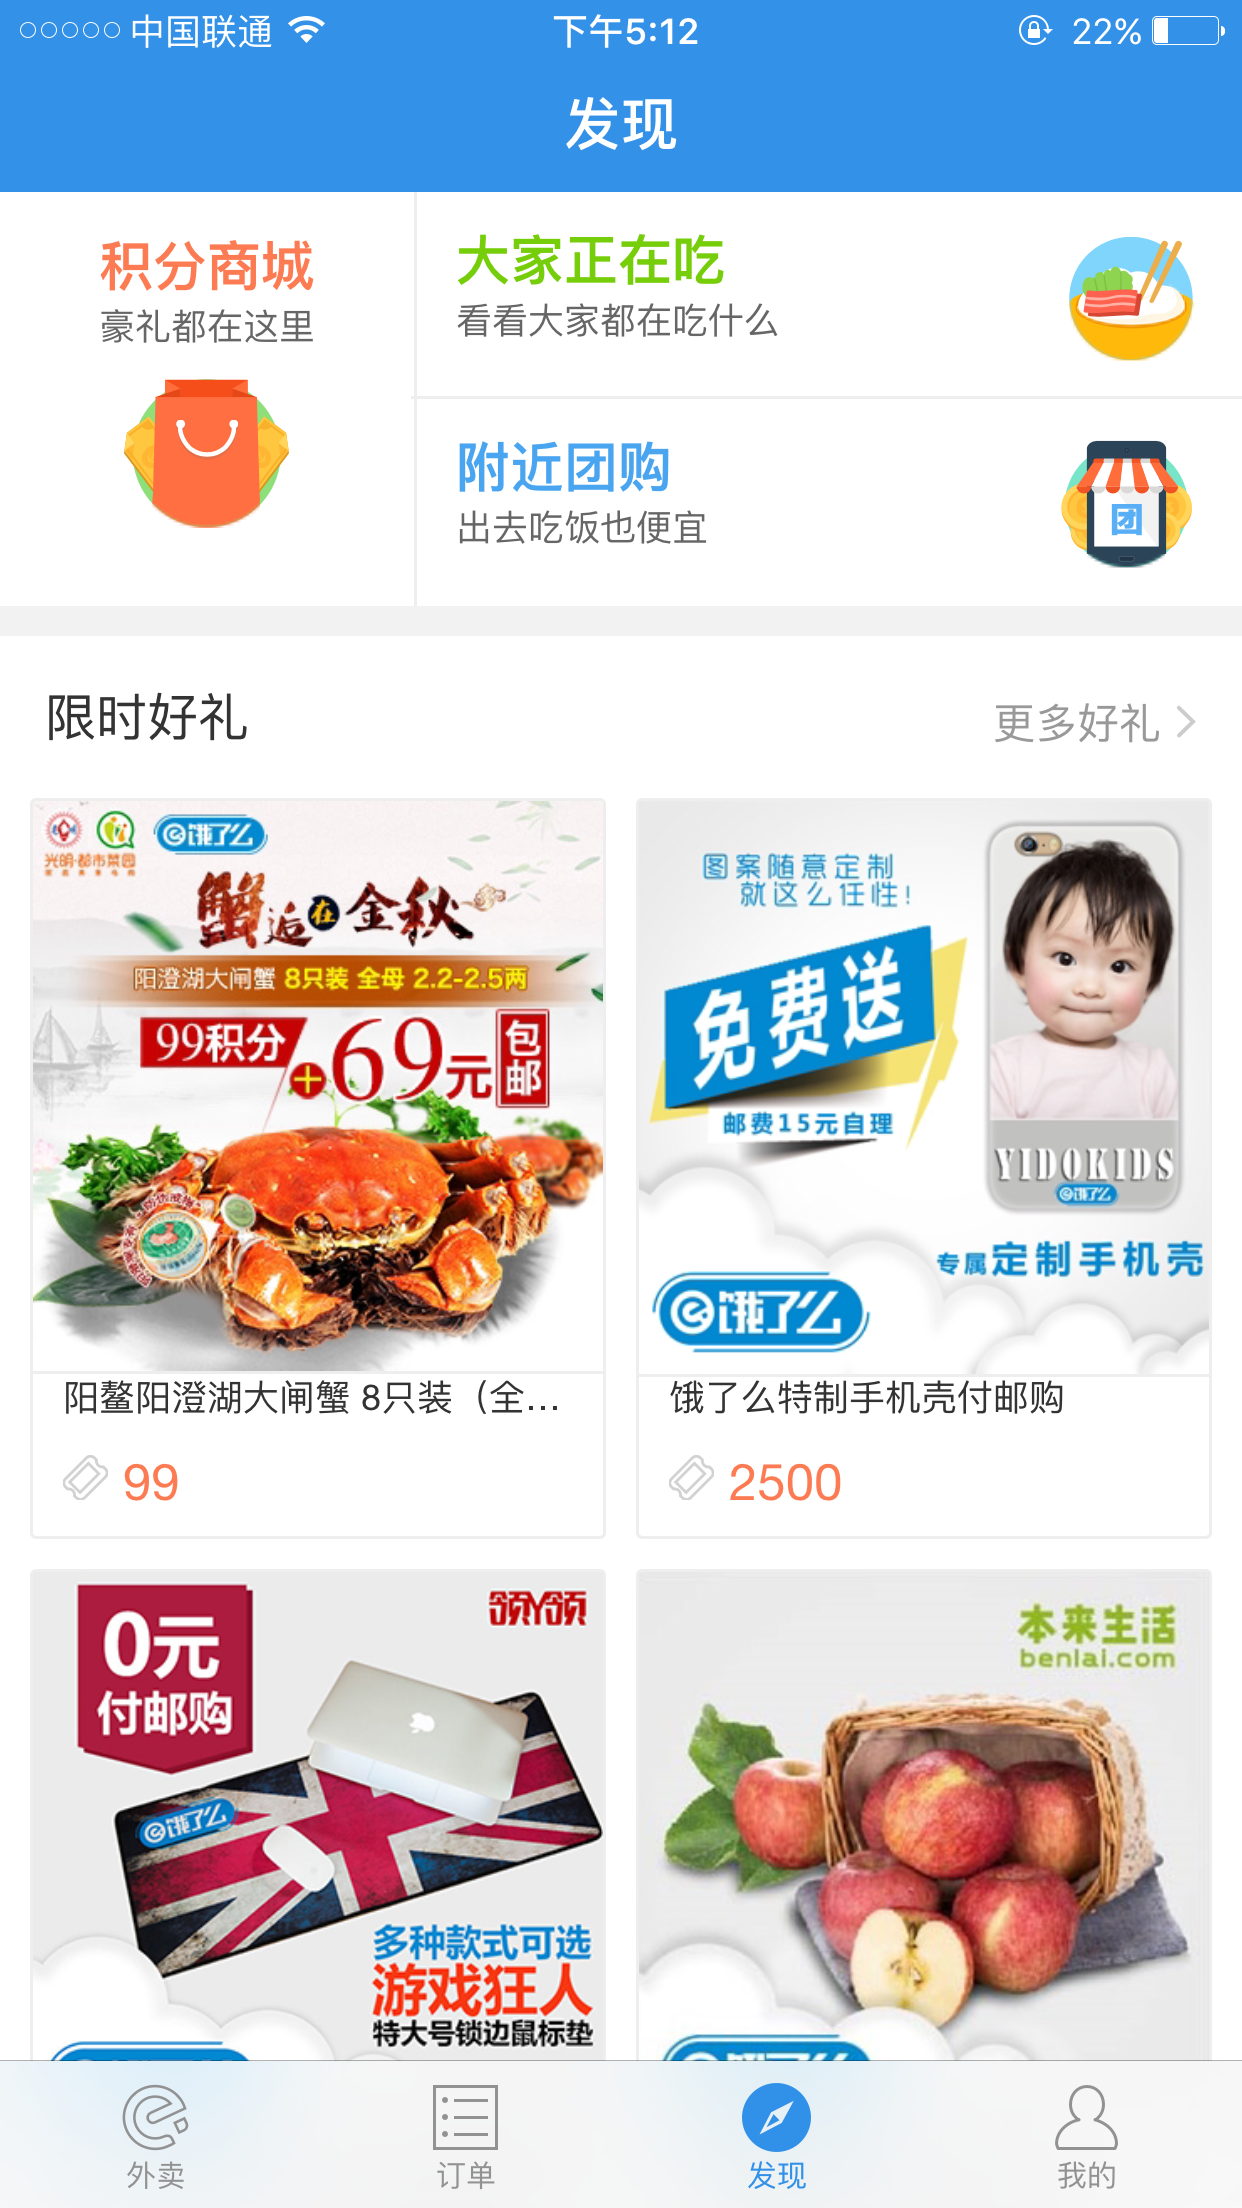 中国联通
下午5:12
22%
发现
积分商城
豪礼都在这里
大家正在吃
看看大家都在吃什么
附近团购
出去吃饭也便宜
团
限时好礼
更多好礼
光明·都市菜园
饿了么
蟹逅在金秋
阳澄湖大闸蟹 8只装 全母 2.2-2.5两
99积分+69元包邮
阳鳌阳澄湖大闸蟹 8只装（全...
99
图案随意定制
就这么任性！
免费送
邮费15元自理
YIDOKIDS
饿了么
专属定制手机壳
饿了么
饿了么特制手机壳付邮购
2500
0元
付邮购
领Y领
饿了么
多种款式可选
游戏狂人
特大号锁边鼠标垫
本来生活
benlai.com
外卖
订单
发现
我的